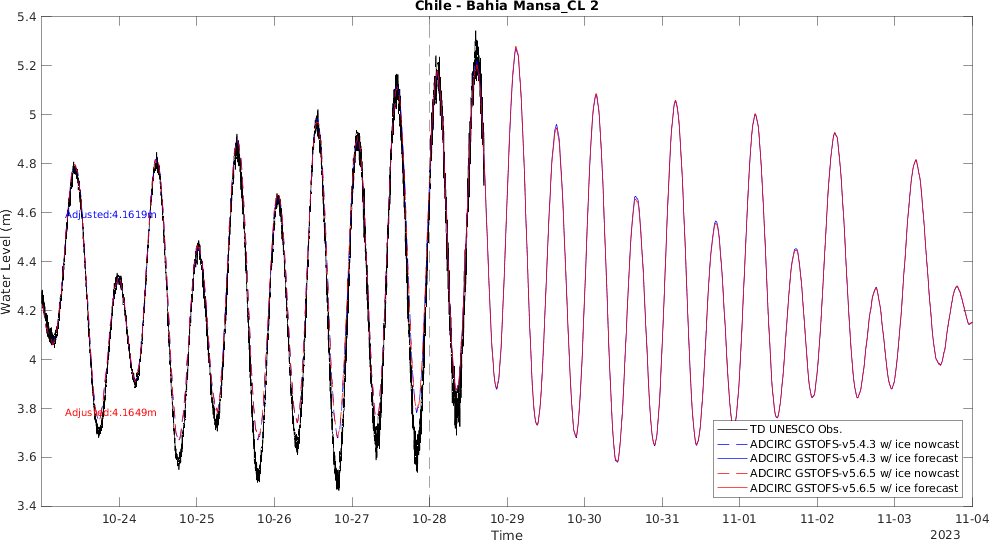 Chile - Bahia Mansa_CL 2
5.4
5.2
5
4.8
4.6
4.4
4.2
4
3.8
3.6
3.4
Water Level (m)
Adjusted:4.1619m
Adjusted:4.1649m
TD UNESCO Obs.
ADCIRC GSTOFS-v5.4.3 w/ ice nowcast
ADCIRC GSTOFS-v5.4.3 w/ ice forecast
ADCIRC GSTOFS-v5.6.5 w/ ice nowcast
ADCIRC GSTOFS-v5.6.5 w/ ice forecast
10-24 10-25 10-26 10-27 10-28 10-29 10-30 10-31 11-01 11-02 11-03 11-04
Time
2023